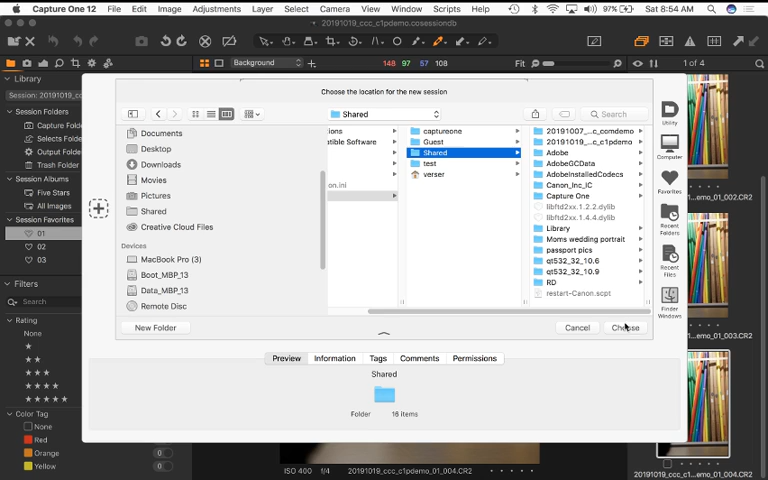 Capture One 12 File Edit Image Adjustments Layer Select Camera View Window Scripts Help 97% Sat 8:54 AM
20191019_ccc_c1pdemo.cosessiondb
Background 148 97 57 108 Fit 1 of 4
Library
Session: 20191019_cc
Session Folders
Capture Folde
Selects Folde
Output Folde
Trash Folder
Session Albums
Five Stars
All Images
Session Favorites
01
02
03
Filters
Search
Rating
None
Color Tag
None
Red
Orange 0
Yellow 0
Choose the location for the new session
Shared
Search
Documents
Desktop
Downloads
Movies
Pictures
Shared
Creative Cloud Files
Devices
MacBook Pro (3)
Boot_MBP_13
Data_MBP_13
Remote Disc
ions
tible Software
on.ini
captureone
Guest
Shared
test
verser
20191007_...c_comdemo
20191019_...c_c1pdemo
Adobe
AdobeGCData
AdobeInstalledCodecs
Canon_Inc_IC
Capture One
libftd2xx.1.2.2.dylib
libftd2xx.1.4.4.dylib
Library
Moms wedding portrait
passport pics
qt532_32_10.6
qt532_32_10.9
RD
restart-Canon.scpt
New Folder
Cancel
Choose
Preview Information Tags Comments Permissions
Shared
Folder 16 items
Utility
Computer
Favorites
Recent
Folders
Recent
Files
Finder
Windows
emo_01_002.CR2
emo_01_003.CR2
20191019_ccc_c1...emo_01_004.CR2
ISO 400 f/4 20191019_ccc_c1pdemo_01_004.CR2